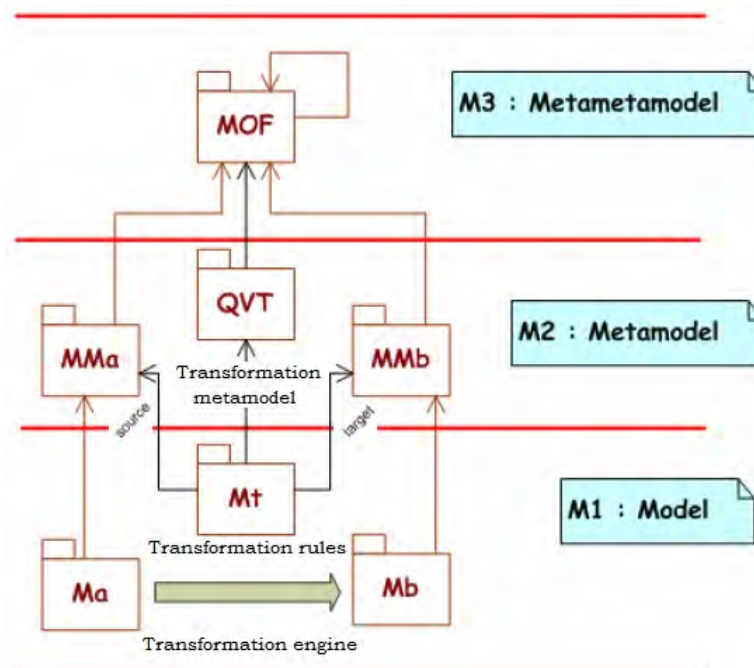 MOF
M3 : Metametamodel
QVT
M2 : Metamodel
MMa
MMb
Transformation
metamodel
source
target
Mt
M1 : Model
Transformation rules
Ma
Mb
Transformation engine